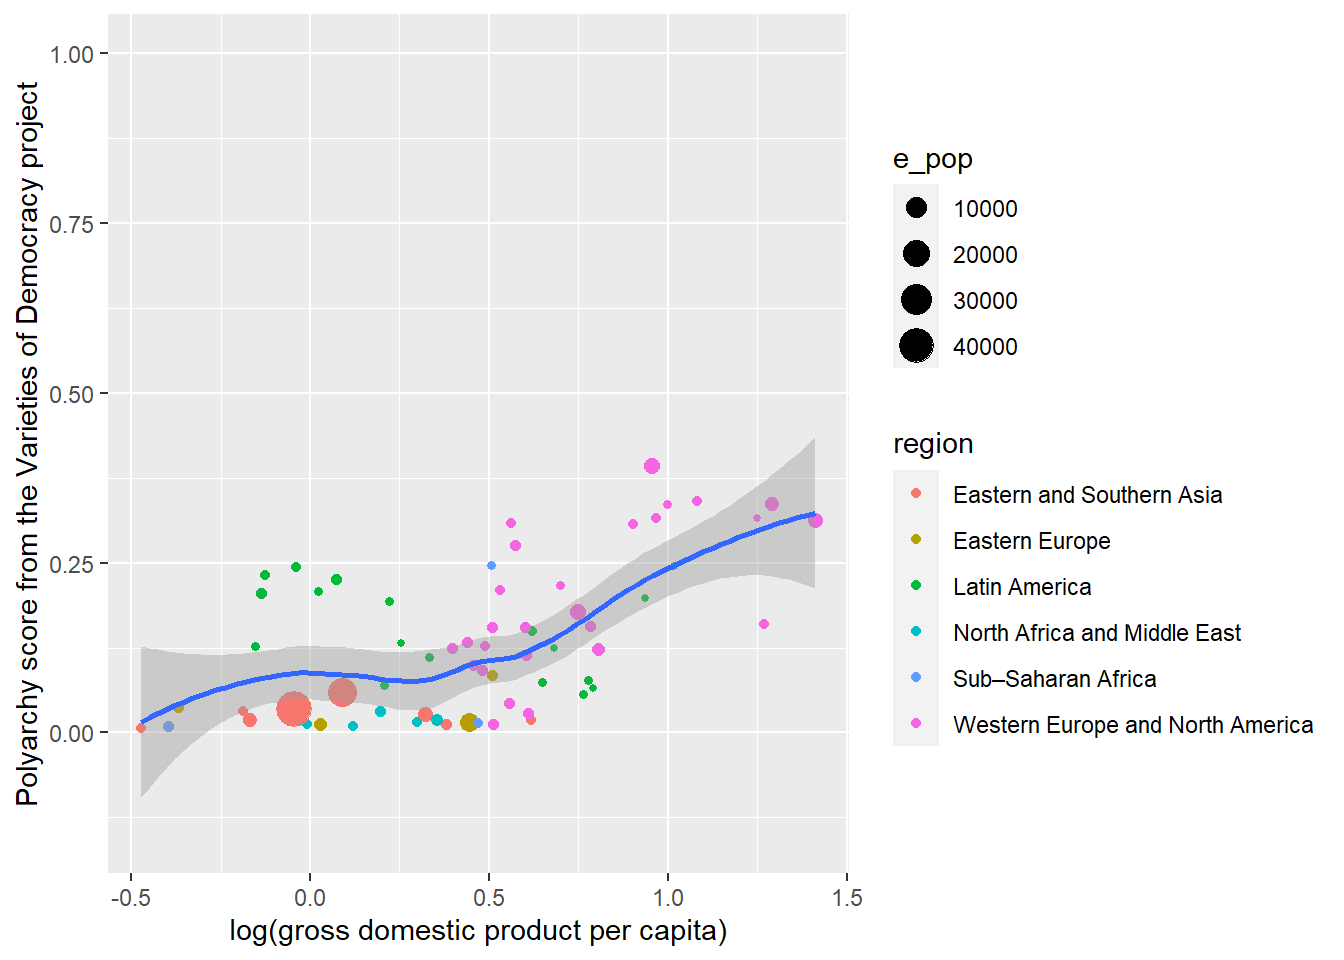 Polyarchy score from the Varieties of Democracy project
1.00
0.75
0.50
0.25
0.00
-0.5
0.0
0.5
1.0
1.5
log(gross domestic product per capita)
e_pop
10000
20000
30000
40000
region
Eastern and Southern Asia
Eastern Europe
Latin America
North Africa and Middle East
Sub–Saharan Africa
Western Europe and North America